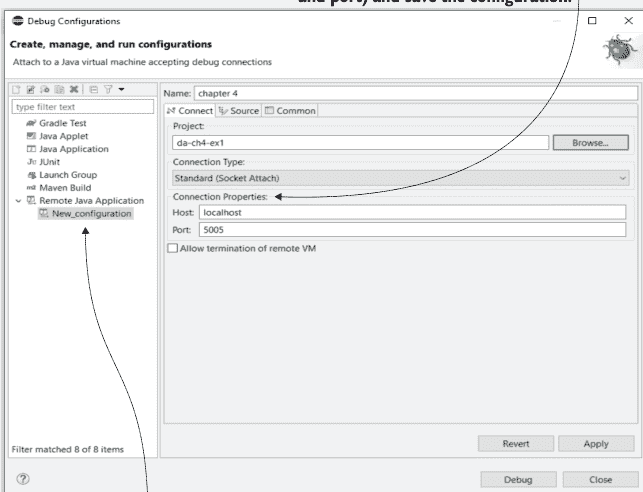 and port) and save the configuration.
Debug Configurations
Create, manage, and run configurations
Attach to a Java virtual machine accepting debug connections
type filter text
Gradle Test
Java Applet
Java Application
Ju JUnit
Launch Group
m2 Maven Build
Remote Java Application
New_configuration
Filter matched 8 of 8 items
Name: chapter 4
Connect Source Common
Project:
da-ch4-ex1 Browse...
Connection Type:
Standard (Socket Attach)
Connection Properties:
Host: localhost
Port: 5005
Allow termination of remote VM
Revert Apply
? Debug Close